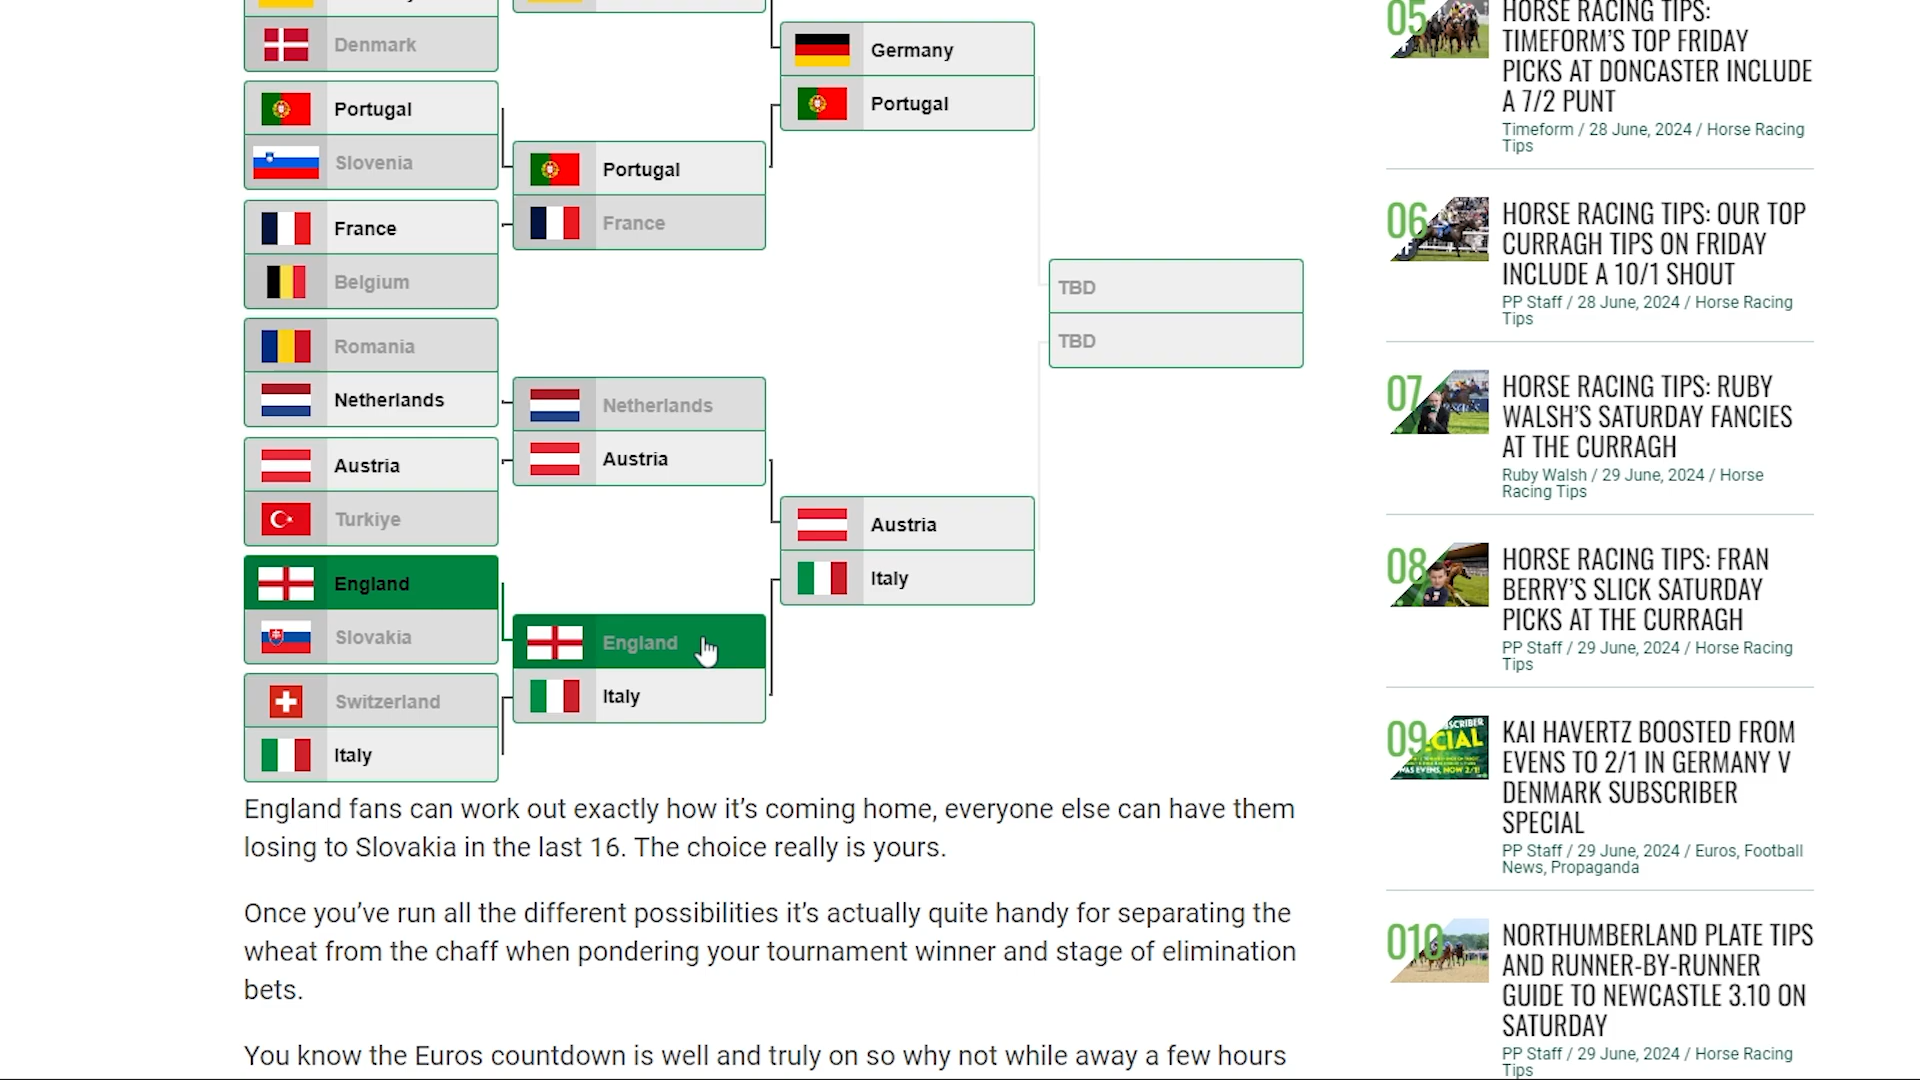 Denmark
Portugal
Slovenia
France
Belgium
Romania
Netherlands
Austria
Turkiye
England
Slovakia
Switzerland
Italy
Portugal
France
Netherlands
Austria
England
Italy
Germany
Portugal
Austria
Italy
TBD
TBD
England fans can work out exactly how it’s coming home, everyone else can have them
losing to Slovakia in the last 16. The choice really is yours.
Once you’ve run all the different possibilities it’s actually quite handy for separating the
wheat from the chaff when pondering your tournament winner and stage of elimination
bets.
You know the Euros countdown is well and truly on so why not while away a few hours
05
HORSE RACING TIPS:
TIMEFORM’S TOP FRIDAY
PICKS AT DONCASTER INCLUDE
A 7/2 PUNT
Timeform / 28 June, 2024 / Horse Racing
Tips
06
HORSE RACING TIPS: OUR TOP
CURRAGH TIPS ON FRIDAY
INCLUDE A 10/1 SHOUT
PP Staff / 28 June, 2024 / Horse Racing
Tips
07
HORSE RACING TIPS: RUBY
WALSH’S SATURDAY FANCIES
AT THE CURRAGH
Ruby Walsh / 29 June, 2024 / Horse
Racing Tips
08
HORSE RACING TIPS: FRAN
BERRY’S SLICK SATURDAY
PICKS AT THE CURRAGH
PP Staff / 29 June, 2024 / Horse Racing
Tips
09
KAI HAVERTZ BOOSTED FROM
EVENS TO 2/1 IN GERMANY V
DENMARK SUBSCRIBER
SPECIAL
PP Staff / 29 June, 2024 / Euros, Football
News, Propaganda
010
NORTHUMBERLAND PLATE TIPS
AND RUNNER-BY-RUNNER
GUIDE TO NEWCASTLE 3.10 ON
SATURDAY
PP Staff / 29 June, 2024 / Horse Racing
Tips